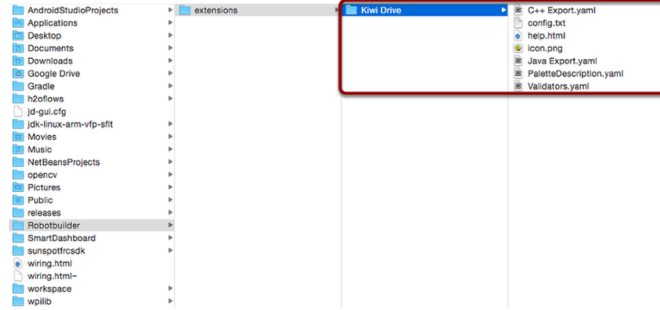 AndroidStudioProjects
Applications
Desktop
Documents
Downloads
Google Drive
Gradle
h2oflows
jd-gui.cfg
jdk-linux-arm-vfp-sflt
Movies
Music
NetBeansProjects
opencv
Pictures
Public
releases
Robotbuilder
SmartDashboard
sunspotfrcsdk
wiring.html
wiring.html~
workspace
wpilib
extensions
Kiwi Drive
C++ Export.yaml
config.txt
help.html
icon.png
Java Export.yaml
PaletteDescription.yaml
Validators.yaml